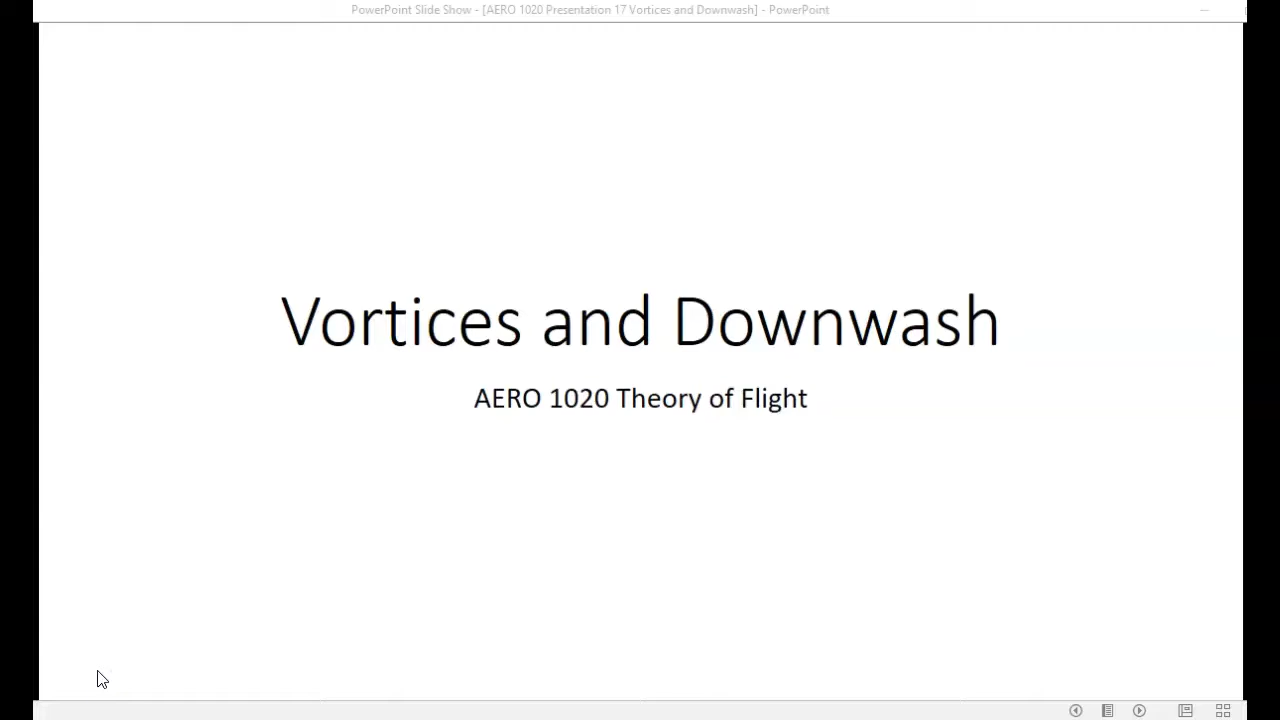 PowerPoint Slide Show - [AERO 1020 Presentation 17 Vortices and Downwash] - PowerPoint
Vortices and Downwash
AERO 1020 Theory of Flight